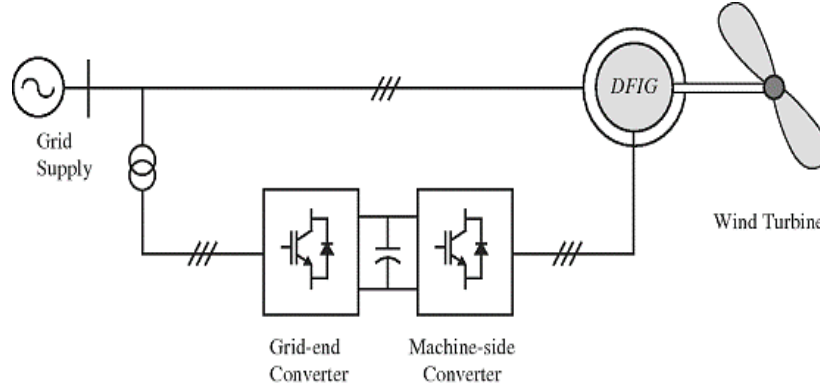 DFIG
Grid
Supply
Wind Turbine
Grid-end
Converter
Machine-side
Converter